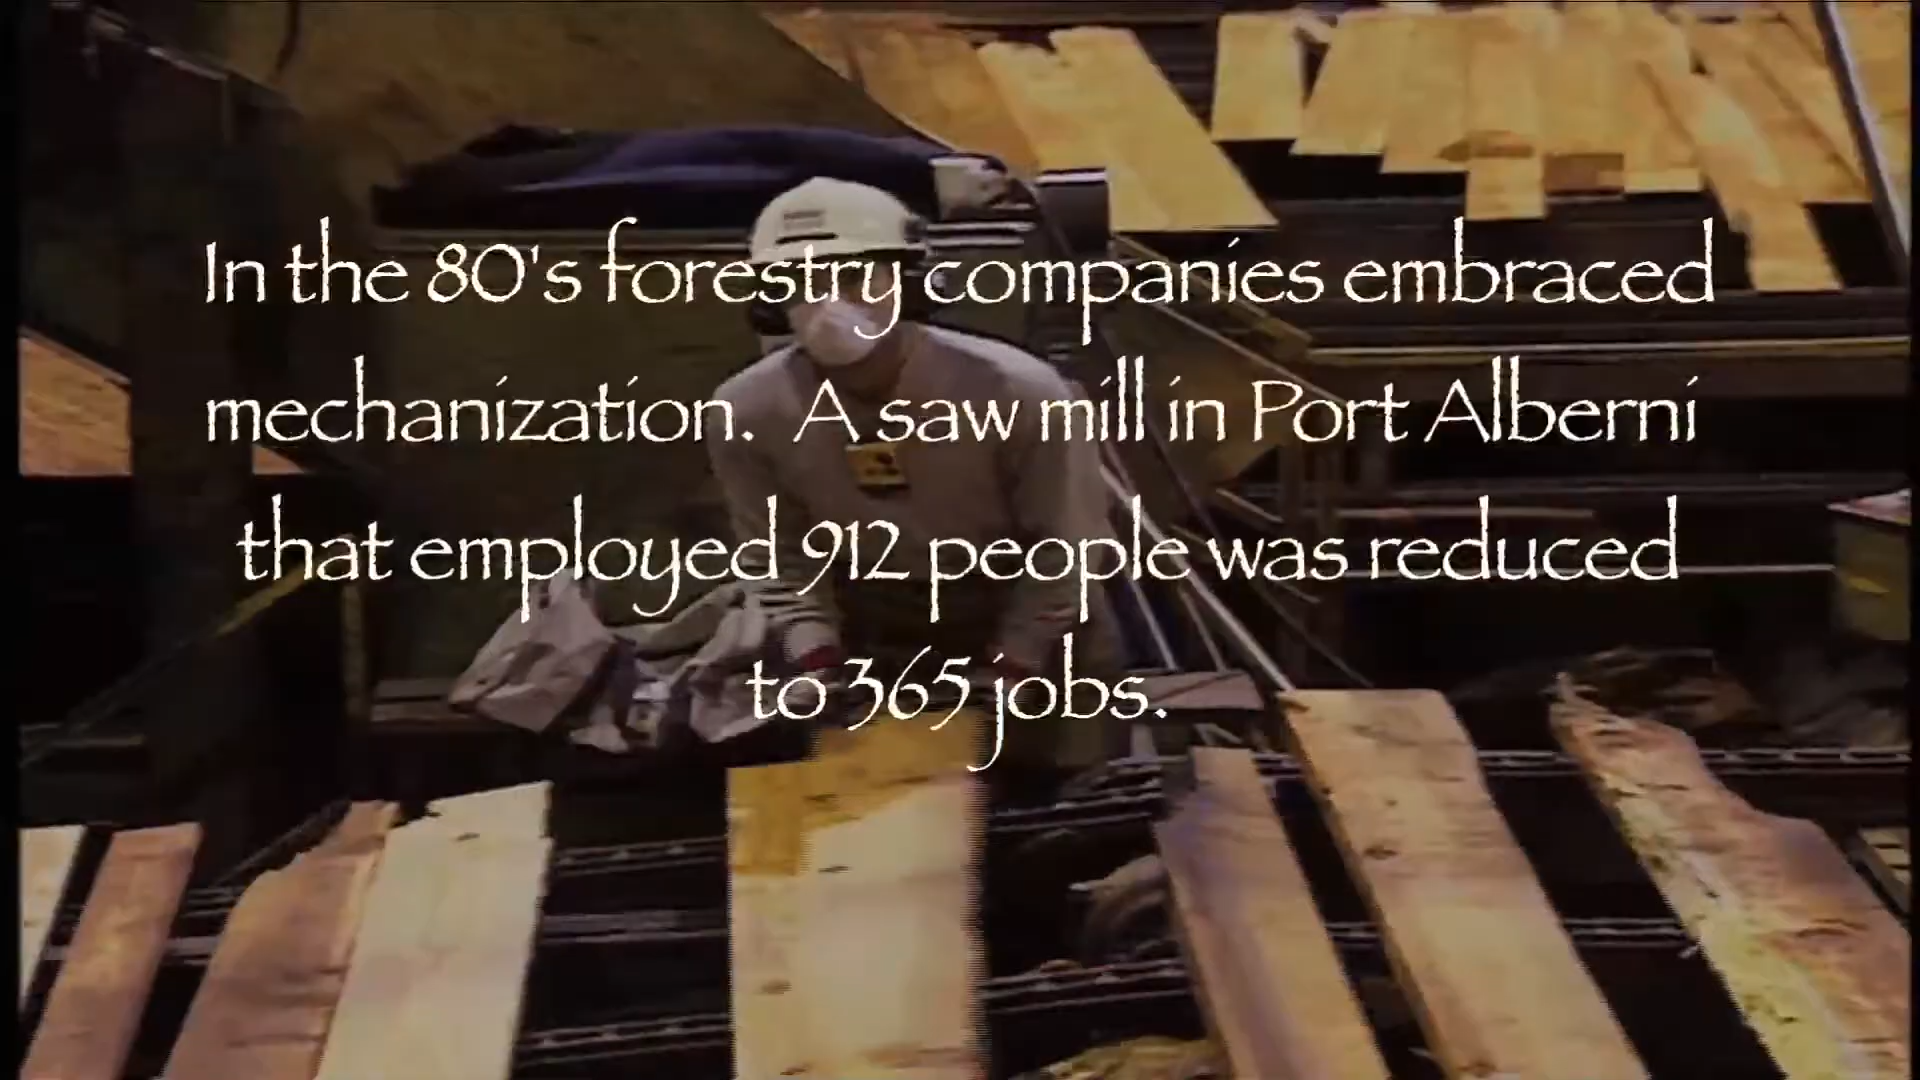 In the 80's forestry companies embraced
mechanization. A saw mill in Port Alberni
that employed 912 people was reduced
to 365 jobs.